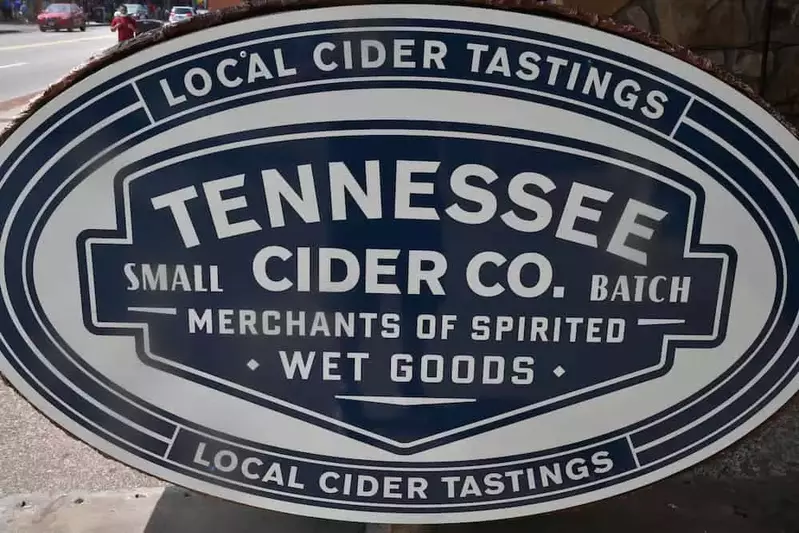 LOCAL CIDER TASTINGS
TENNESSEE
SMALL CIDER CO. BATCH
MERCHANTS OF SPIRITED
• WET GOODS •
LOCAL CIDER TASTINGS